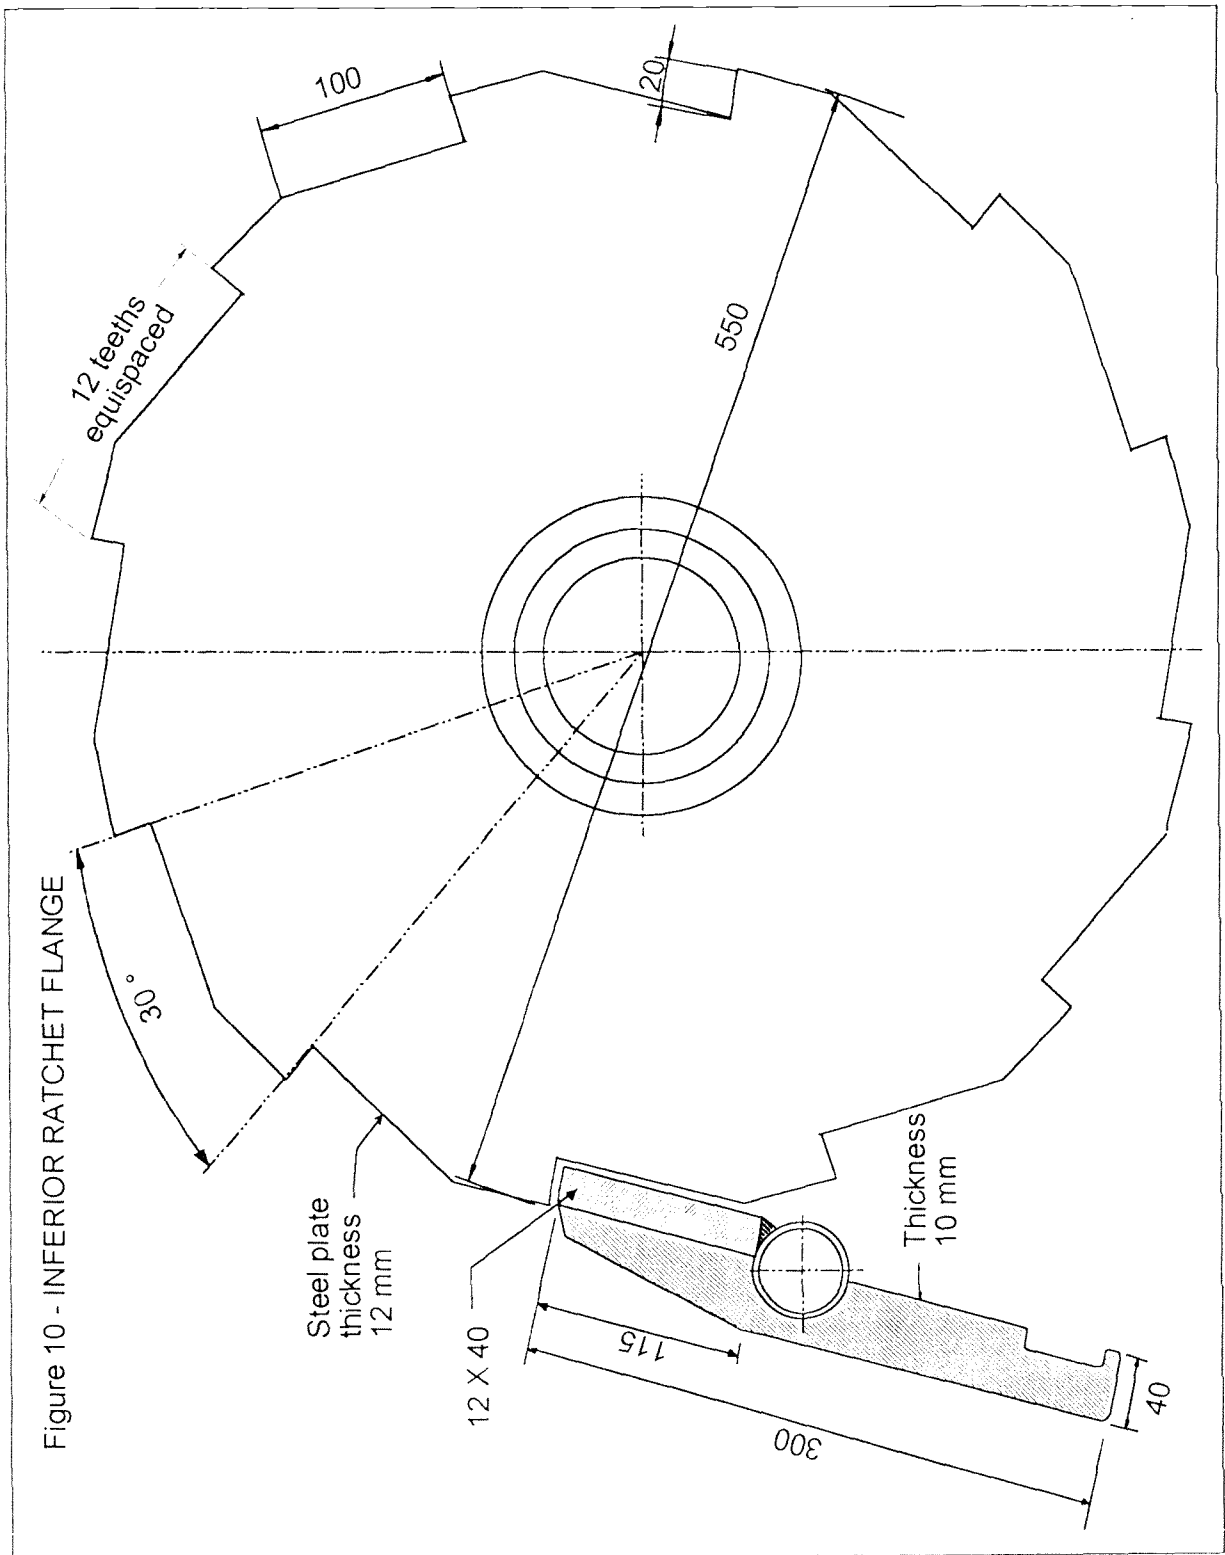 Figure 10 - INFERIOR RATCHET FLANGE
30°
12 teeths
equispaced
100
20
550
Steel plate
thickness
12 mm
12 X 40
115
300
Thickness
10 mm
40